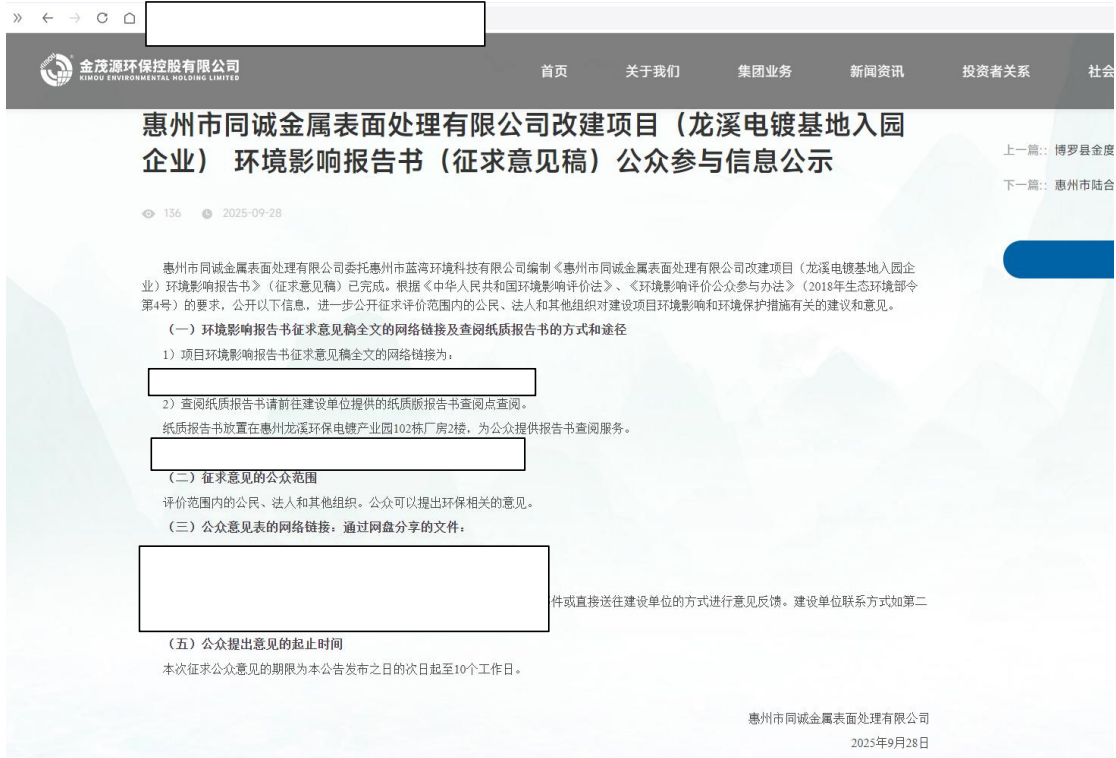 金茂源环保控股有限公司
KIMOU ENVIRONMENTAL HOLDING LIMITED
首页 关于我们 集团业务 新闻资讯 投资者关系 社会
惠州市同诚金属表面处理有限公司改建项目（龙溪电镀基地入园
企业） 环境影响报告书（征求意见稿）公众参与信息公示
上一篇:: 博罗县金度
下一篇:: 惠州市陆合
136 2025-09-28
惠州市同诚金属表面处理有限公司委托惠州市蓝湾环境科技有限公司编制《惠州市同诚金属表面处理有限公司改建项目（龙溪电镀基地入园企
业）环境影响报告书》（征求意见稿）已完成。根据《中华人民共和国环境影响评价法》、《环境影响评价公众参与办法》（2018年生态环境部令
第4号）的要求，公开以下信息，进一步公开征求评价范围内的公民、法人和其他组织对建设项目环境影响和环境保护措施有关的建议和意见。
（一）环境影响报告书征求意见稿全文的网络链接及查阅纸质报告书的方式和途径
1）项目环境影响报告书征求意见稿全文的网络链接为：
2）查阅纸质报告书请前往建设单位提供的纸质版报告书查阅点查阅。
纸质报告书放置在惠州龙溪环保电镀产业园102栋厂房2楼，为公众提供报告书查阅服务。
（二）征求意见的公众范围
评价范围内的公民、法人和其他组织。公众可以提出环保相关的意见。
（三）公众意见表的网络链接：通过网盘分享的文件：
件或直接送往建设单位的方式进行意见反馈。建设单位联系方式如第二
（五）公众提出意见的起止时间
本次征求公众意见的期限为本公告发布之日的次日起至10个工作日。
惠州市同诚金属表面处理有限公司
2025年9月28日